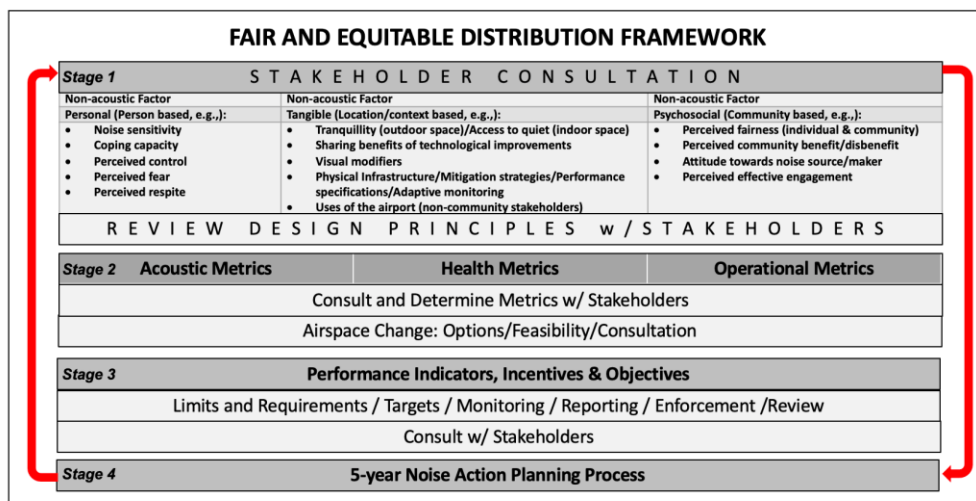 FAIR AND EQUITABLE DISTRIBUTION FRAMEWORK
Stage 1 STAKEHOLDER CONSULTATION
Non-acoustic Factor
Personal (Person based, e.g.,):
• Noise sensitivity
• Coping capacity
• Perceived control
• Perceived fear
• Perceived respite
Non-acoustic Factor
Tangible (Location/context based, e.g.,):
• Tranquillity (outdoor space)/Access to quiet (indoor space)
• Sharing benefits of technological improvements
• Visual modifiers
• Physical Infrastructure/Mitigation strategies/Performance
specifications/Adaptive monitoring
• Uses of the airport (non-community stakeholders)
Non-acoustic Factor
Psychosocial (Community based, e.g.,):
• Perceived fairness (individual & community)
• Perceived community benefit/disbenefit
• Attitude towards noise source/maker
• Perceived effective engagement
REVIEW DESIGN PRINCIPLES w/STAKEHOLDERS
Stage 2 Acoustic Metrics Health Metrics Operational Metrics
Consult and Determine Metrics w/ Stakeholders
Airspace Change: Options/Feasibility/Consultation
Stage 3 Performance Indicators, Incentives & Objectives
Limits and Requirements / Targets / Monitoring / Reporting / Enforcement /Review
Consult w/ Stakeholders
Stage 4 5-year Noise Action Planning Process